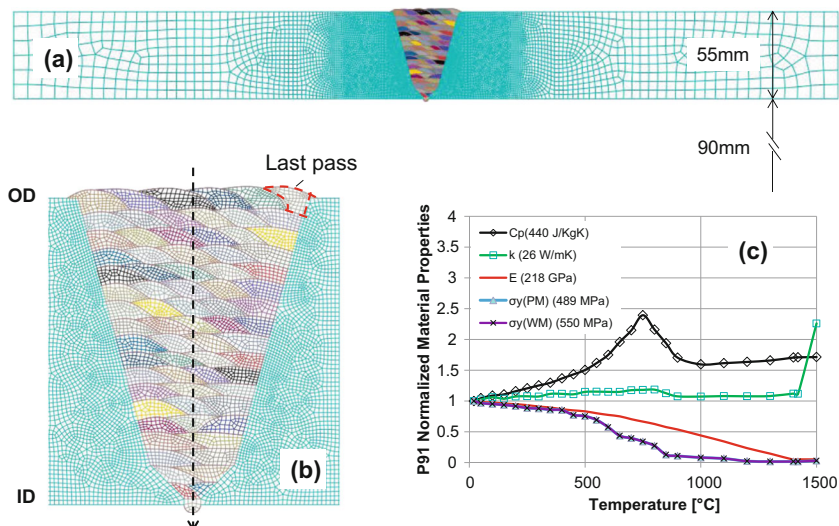 (a)
55mm
90mm
Last pass
OD
(b)
ID
P91 Normalized Material Properties
4
3.5
3
2.5
2
1.5
1
0.5
0
Cp(440 J/KgK)
k (26 W/mK)
E (218 GPa)
σy(PM) (489 MPa)
σy(WM) (550 MPa)
(c)
0 500 1000 1500
Temperature [°C]